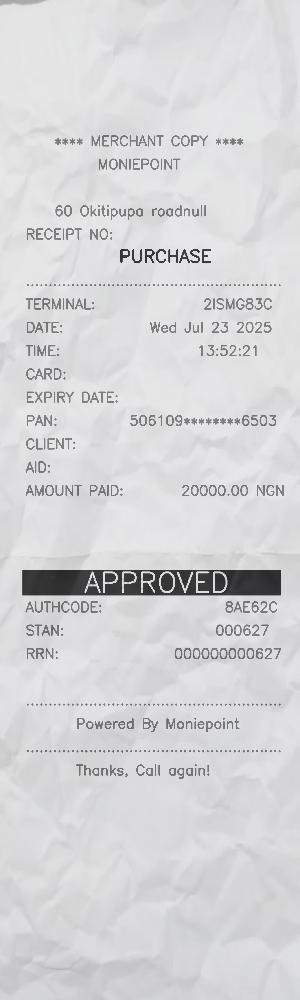 **** MERCHANT COPY ****
MONIEPOINT
60 Okitipupa roadnull
RECEIPT NO:
PURCHASE
TERMINAL: 2ISMG83C
DATE: Wed Jul 23 2025
TIME: 13:52:21
CARD:
EXPIRY DATE:
PAN: 506109********6503
CLIENT:
AID:
AMOUNT PAID: 20000.00 NGN
APPROVED
AUTHCODE: 8AE62C
STAN: 000627
RRN: 000000000627
Powered By Moniepoint
Thanks, Call again!